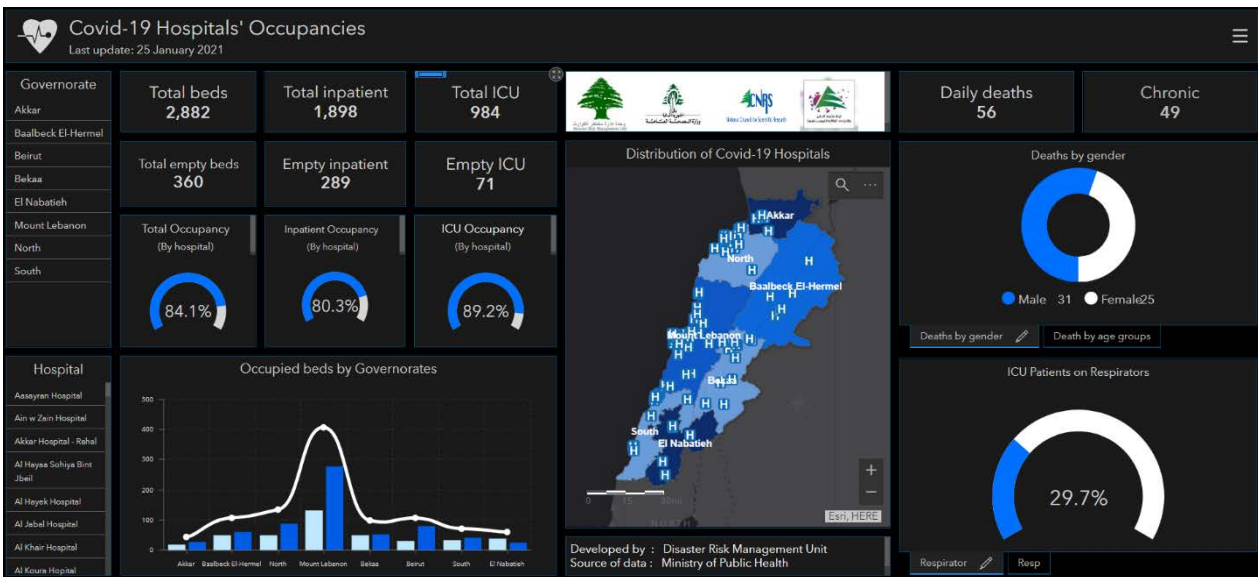 Covid-19 Hospitals' Occupancies
Last update: 25 January 2021
Governorate
Akkar
Baalbeck El-Hermel
Beirut
Bekaa
El Nabatieh
Mount Lebanon
North
South
Total beds
2,882
Total inpatient
1,898
Total ICU
984
Total empty beds
360
Empty inpatient
289
Empty ICU
71
Total Occupancy
(By hospital)
84.1%
Inpatient Occupancy
(By hospital)
80.3%
ICU Occupancy
(By hospital)
89.2%
CNRS
Daily deaths
56
Chronic
49
Distribution of Covid-19 Hospitals
Akkar
North
Baalbeck El-Hermel
Mount Lebanon
Bekaa
South
El Nabatieh
Esri, HERE
Deaths by gender
Male 31 Female25
Deaths by gender
Death by age groups
Hospital
Assayran Hospital
Ain w Zain Hospital
Akkar Hospital - Rahal
Al Hayaa Sohiya Bint
Jbeil
Al Hayek Hospital
Al Jabal Hospital
Al Khair Hospital
Al Koura Hopital
Occupied beds by Governorates
500
400
300
200
100
0
Akkar Baalbeck El-Hermel North Mount Lebanon Bekaa Beirut South El Nabatieh
Developed by : Disaster Risk Management Unit
Source of data : Ministry of Public Health
ICU Patients on Respirators
29.7%
Respirator
Resp